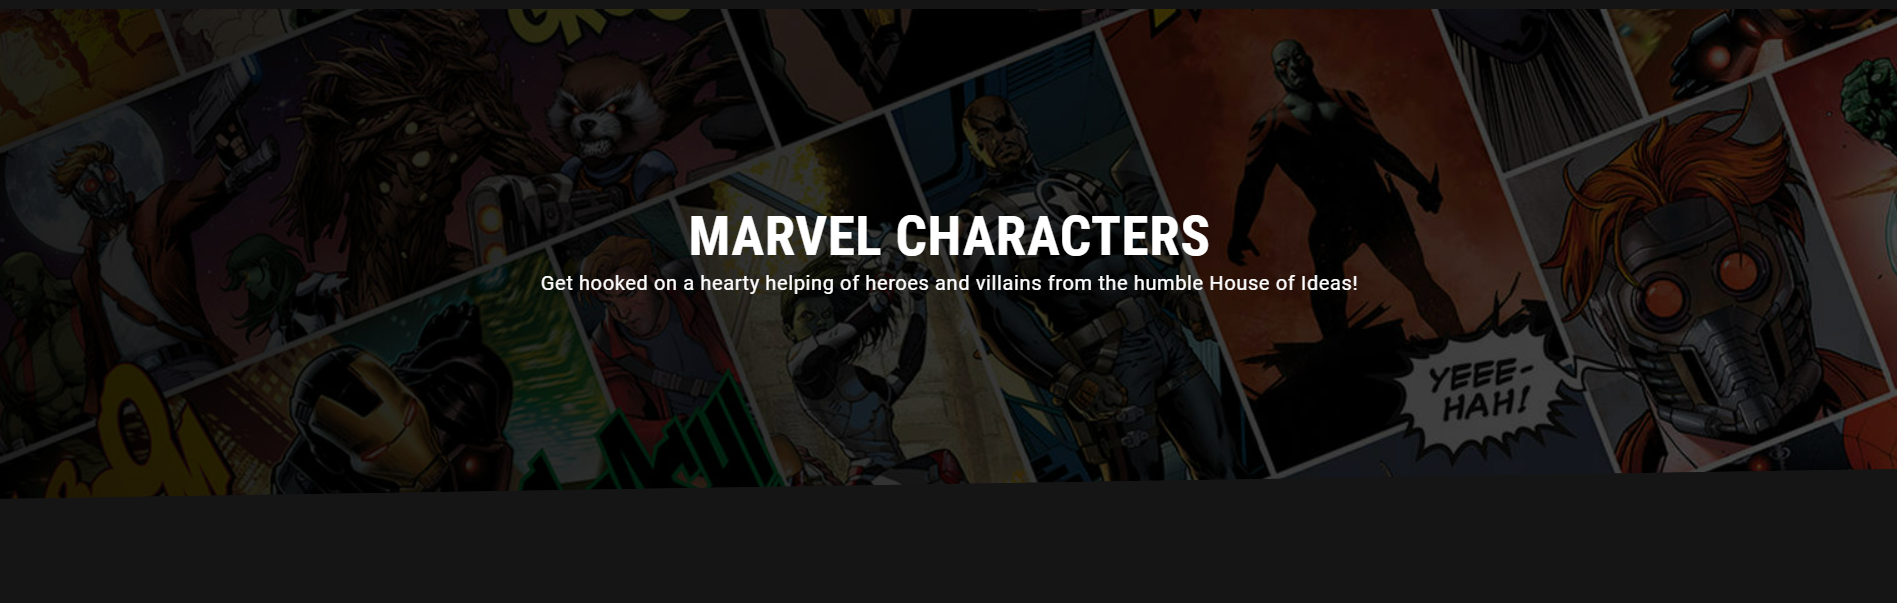 MARVEL CHARACTERS
Get hooked on a hearty helping of heroes and villains from the humble House of Ideas!
YEEE-
HAH!